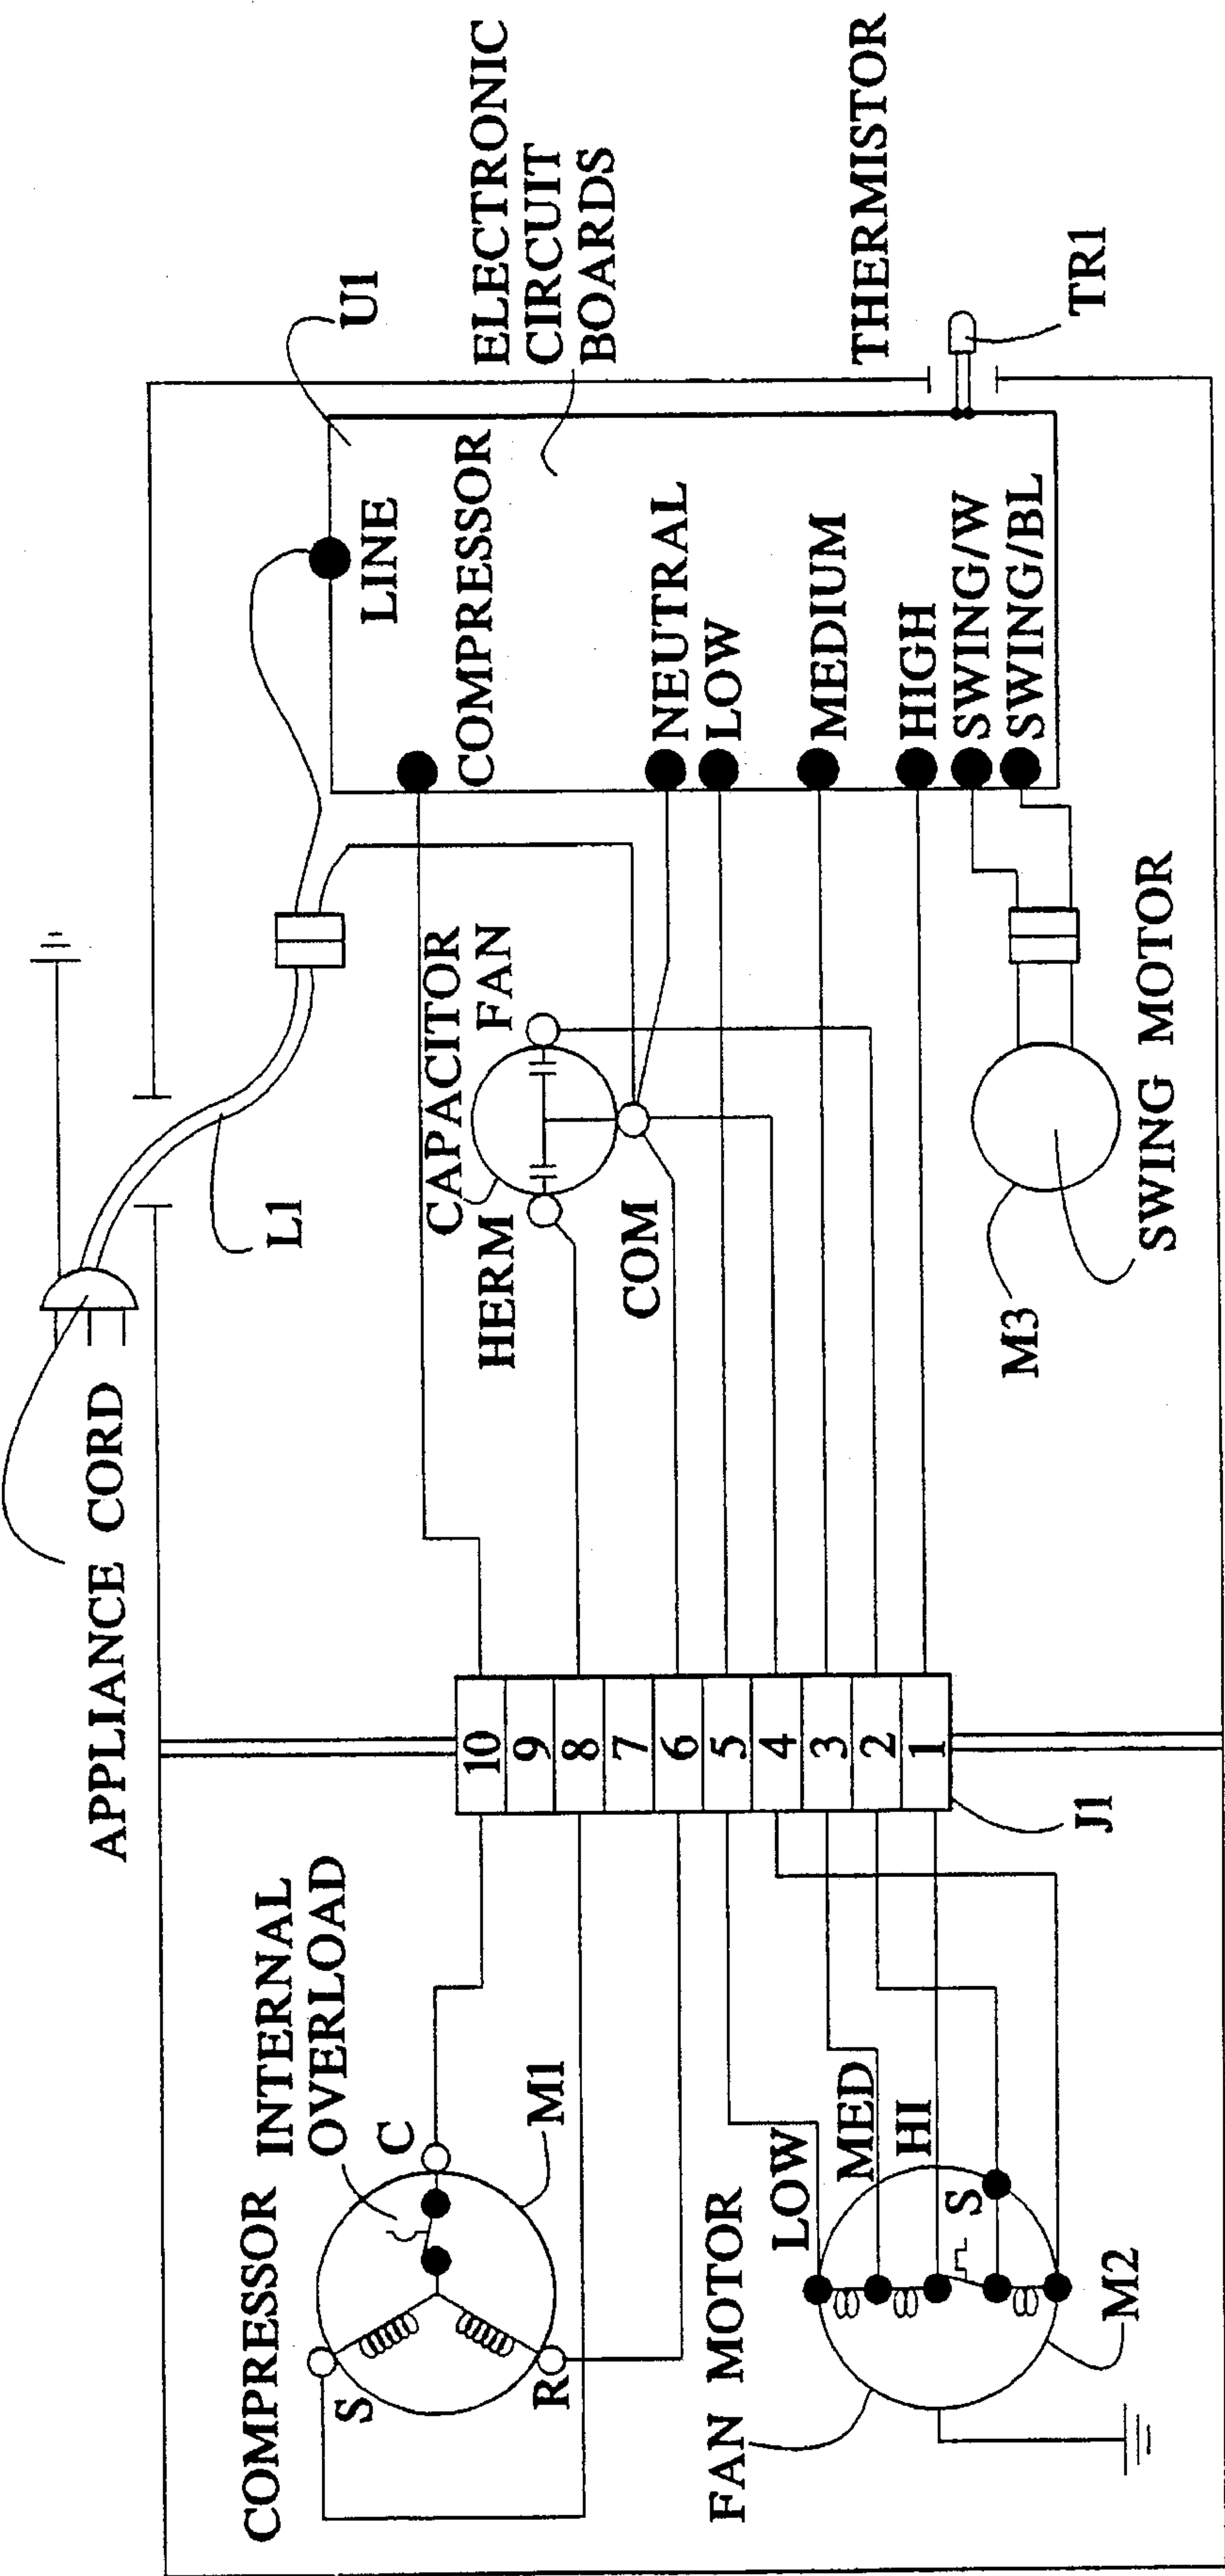 APPLIANCE CORD
L1
U1
LINE
ELECTRONIC
CIRCUIT
BOARDS
COMPRESSOR
INTERNAL
OVERLOAD
C
S
R
M1
10
9
8
7
6
5
4
3
2
1
J1
CAPACITOR
FAN
HERM
COM
COMPRESSOR
NEUTRAL
LOW
MEDIUM
HIGH
SWING/W
SWING/BL
THERMISTOR
TR1
FAN MOTOR
LOW
MED
HI
S
M2
M3
SWING MOTOR